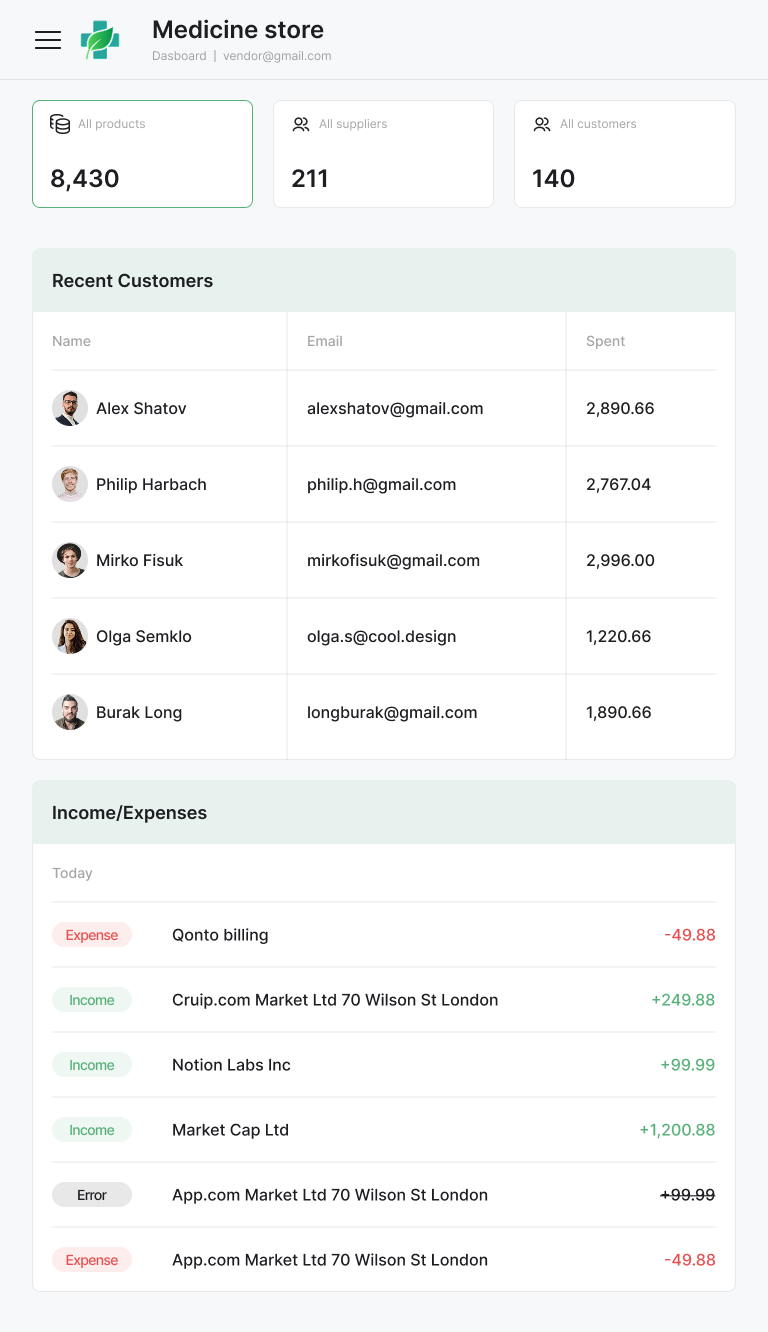 Medicine store
Dasboard | vendor@gmail.com
All products
8,430
All suppliers
211
All customers
140
Recent Customers
Name Email Spent
Alex Shatov alexshatov@gmail.com 2,890.66
Philip Harbach philip.h@gmail.com 2,767.04
Mirko Fisuk mirkofisuk@gmail.com 2,996.00
Olga Semklo olga.s@cool.design 1,220.66
Burak Long longburak@gmail.com 1,890.66
Income/Expenses
Today
Expense Qonto billing -49.88
Income Cruip.com Market Ltd 70 Wilson St London +249.88
Income Notion Labs Inc +99.99
Income Market Cap Ltd +1,200.88
Error App.com Market Ltd 70 Wilson St London +99.99
Expense App.com Market Ltd 70 Wilson St London -49.88